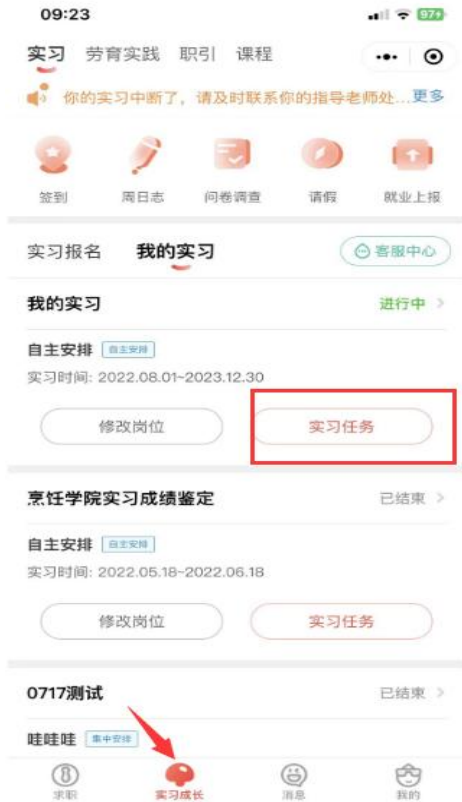 09:23
97
实习 劳育实践 职引 课程
你的实习中断了，请及时联系你的指导老师处...更多
签到 周日志 问卷调查 请假 就业上报
实习报名 我的实习 客服中心
我的实习 进行中
自主安排 自主安排
实习时间: 2022.08.01~2023.12.30
修改岗位 实习任务
烹饪学院实习成绩鉴定 已结束
自主安排 自主安排
实习时间: 2022.05.18~2022.06.18
修改岗位 实习任务
0717测试 已结束
哇哇哇 集中安排
求职 实习成长 消息 我的